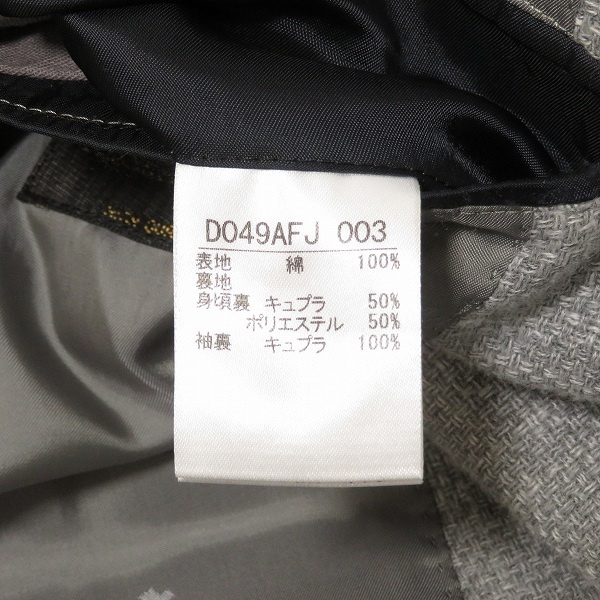 D049AFJ 003
表地 綿 100%
裏地
身頃裏 キュプラ 50%
ポリエステル 50%
袖裏 キュプラ 100%